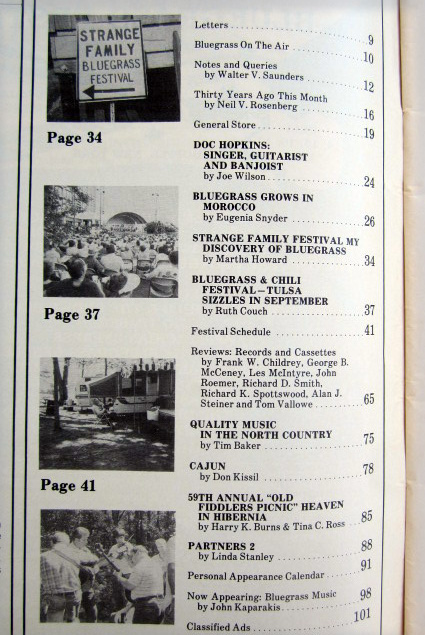 STRANGE
FAMILY
BLUEGRASS
FESTIVAL
Page 34
Page 37
Page 41
Letters 9
Bluegrass On The Air 10
Notes and Queries
by Walter V. Saunders 12
Thirty Years Ago This Month
by Neil V. Rosenberg 16
General Store 19
DOC HOPKINS:
SINGER, GUITARIST
AND BANJOIST
by Joe Wilson 24
BLUEGRASS GROWS IN
MOROCCO
by Eugenia Snyder 26
STRANGE FAMILY FESTIVAL MY
DISCOVERY OF BLUEGRASS
by Martha Howard 34
BLUEGRASS & CHILI
FESTIVAL—TULSA
SIZZLES IN SEPTEMBER
by Ruth Couch 37
Festival Schedule 41
Reviews: Records and Cassettes
by Frank W. Childrey, George B.
McCeney, Les McIntyre, John
Roemer, Richard D. Smith,
Richard K. Spottswood, Alan J.
Steiner and Tom Vallowe 65
QUALITY MUSIC
IN THE NORTH COUNTRY
by Tim Baker 75
CAJUN
by Don Kissil 78
59TH ANNUAL “OLD
FIDDLERS PICNIC” HEAVEN
IN HIBERNIA
by Harry K. Burns & Tina C. Ross 85
PARTNERS 2
by Linda Stanley 88
Personal Appearance Calendar 91
Now Appearing: Bluegrass Music
by John Kaparakis 98
Classified Ads 101